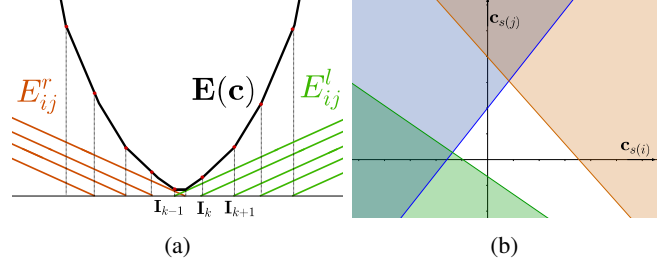 E^r_{ij} E(c) E^l_{ij} c_{s(j)}
c_{s(i)}
I_{k−1} I_k I_{k+1}
(a) (b)